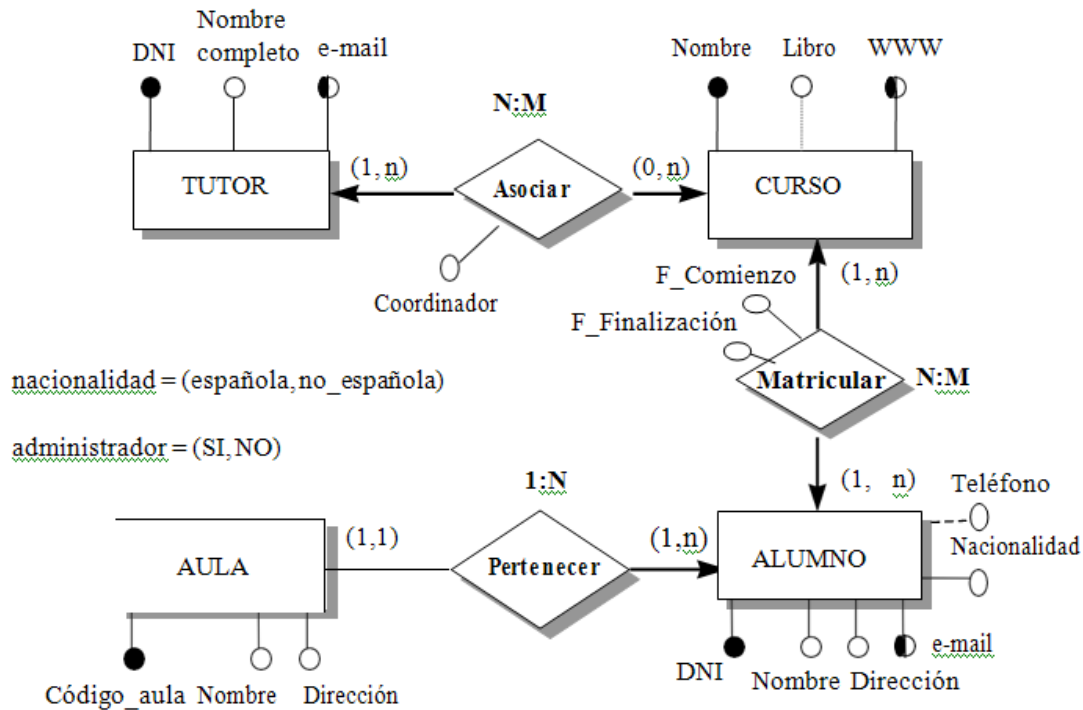 DNI
Nombre
completo
e-mail
N:M
TUTOR
(1,n)
Asociar
(0,n)
Coordinador
Nombre
Libro
WWW
CURSO
(1,n)
F_Comienzo
F_Finalización
Matricular
N:M
nacionalidad = (española,no_española)
administrador = (SI,NO)
(1, n)
1:N
AULA
(1,1)
Pertenecer
(1,n)
ALUMNO
Teléfono
Nacionalidad
Código_aula
Nombre
Dirección
DNI
Nombre
Dirección
e-mail